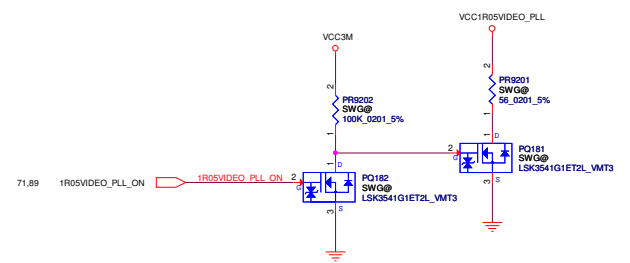 VCC1R05VIDEO_PLL
VCC3M
2
PR9201
SWG@
56_0201_5%
1
2
PR9202
SWG@
100K_0201_5%
1
1
D
2
G
PQ181
SWG@
LSK3541G1ET2L_VMT3
3
S
71,89
1R05VIDEO_PLL_ON
1R05VIDEO_PLL_ON
1
D
2
G
PQ182
SWG@
LSK3541G1ET2L_VMT3
3
S